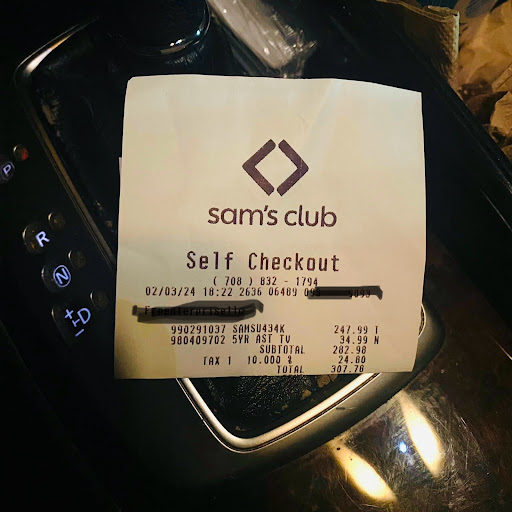 sam's club
Self Checkout
( 708 ) 832 - 1794
02/03/24 18:22 2636 06489
990291037 SAMSU434K 247.99 T
980409702 5YR AST TV 34.99 N
SUBTOTAL 282.98
TAX 1 10.000 % 24.80
TOTAL 307.78
P
R
N
+
D
-